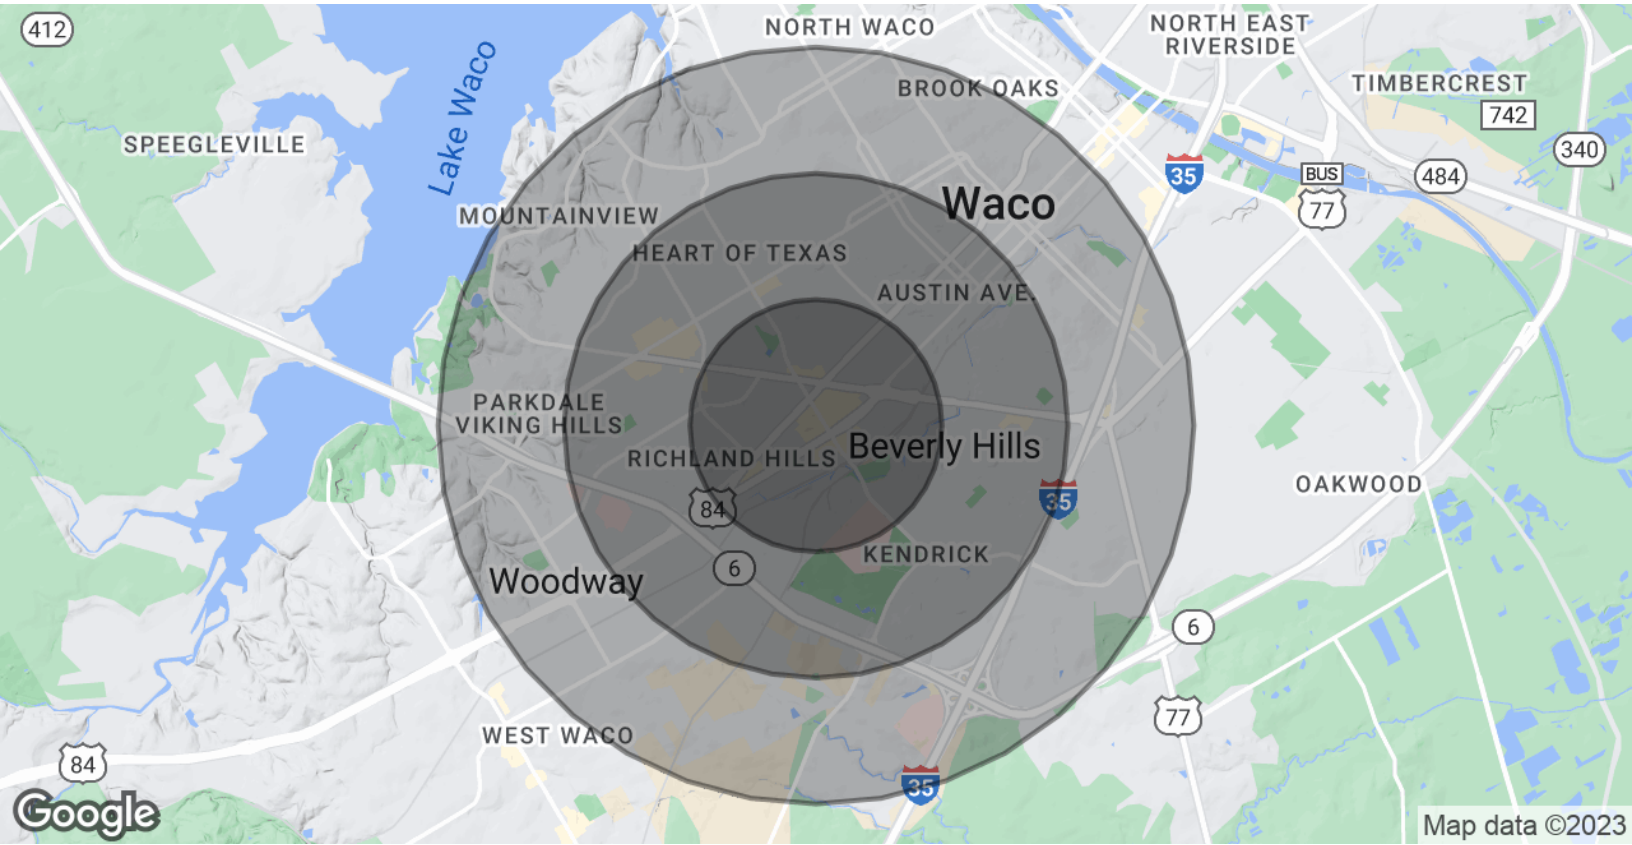 412
NORTH WACO
NORTH EAST
RIVERSIDE
BROOK OAKS
TIMBERCREST
742
Lake Waco
SPEEGLEVILLE
340
35
BUS
77
484
Waco
MOUNTAINVIEW
HEART OF TEXAS
AUSTIN AVE.
PARKDALE
VIKING HILLS
Beverly Hills
RICHLAND HILLS
OAKWOOD
84
35
KENDRICK
6
Woodway
6
77
WEST WACO
84
35
Google
Map data ©2023